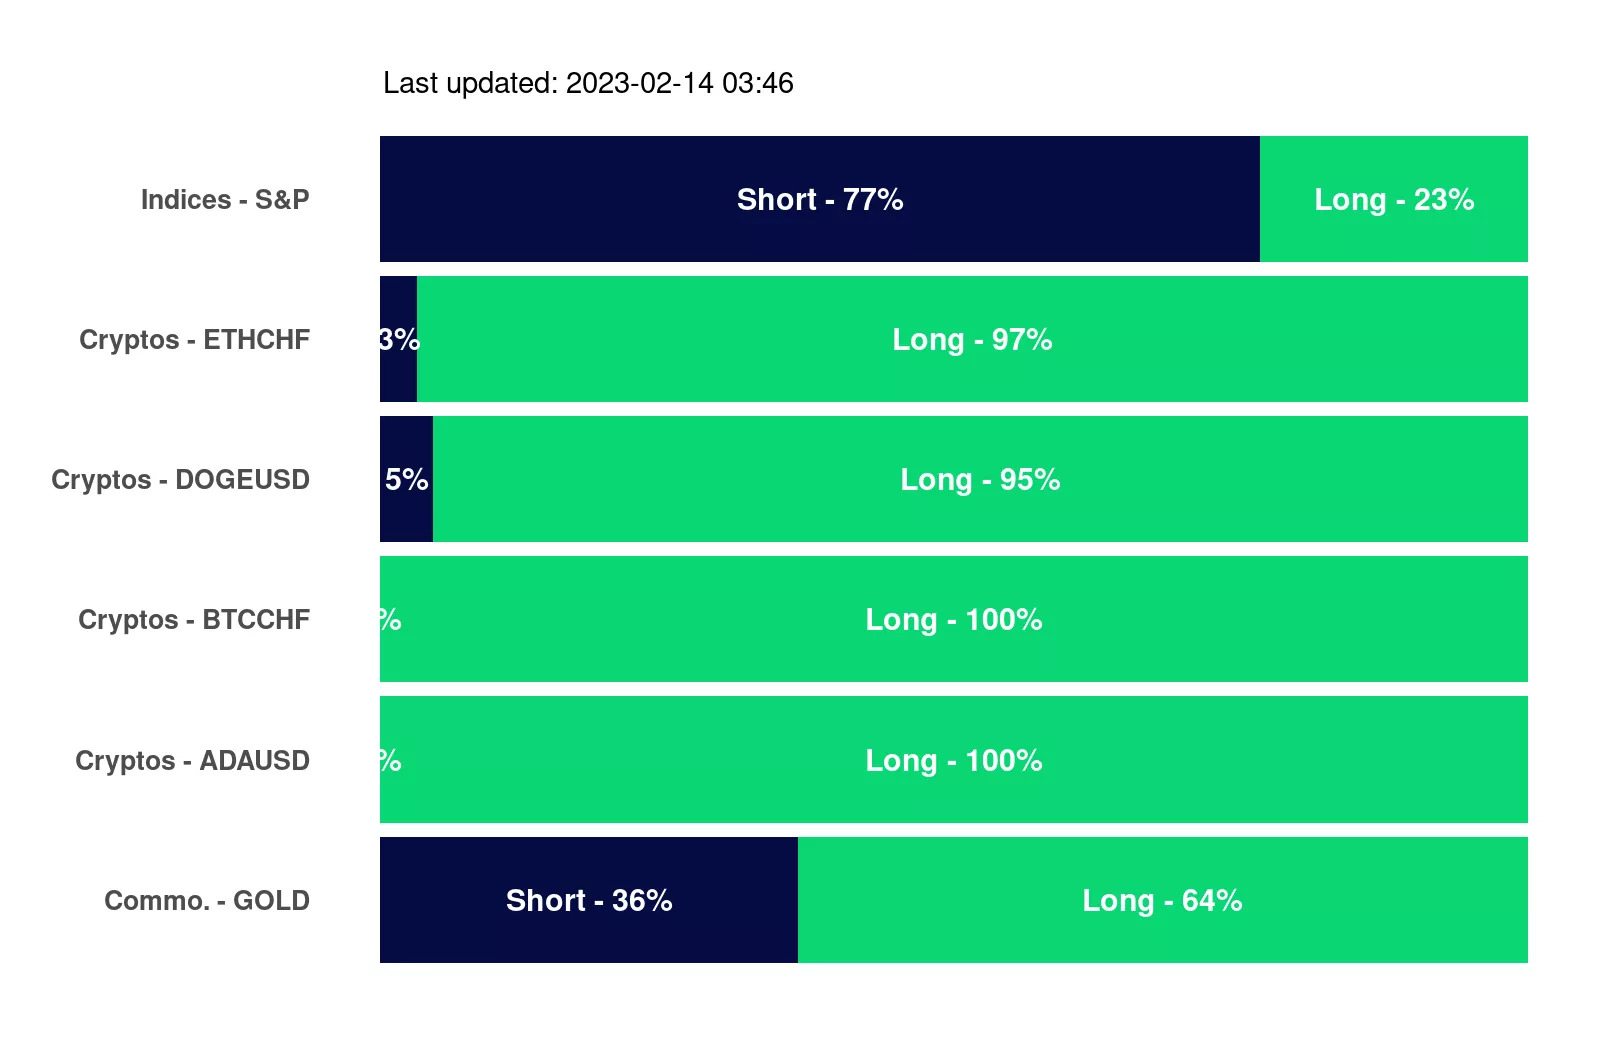 Last updated: 2023-02-14 03:46
Indices - S&P Short - 77% Long - 23%
Cryptos - ETHCHF 3% Long - 97%
Cryptos - DOGEUSD 5% Long - 95%
Cryptos - BTCCHF % Long - 100%
Cryptos - ADAUSD % Long - 100%
Commo. - GOLD Short - 36% Long - 64%